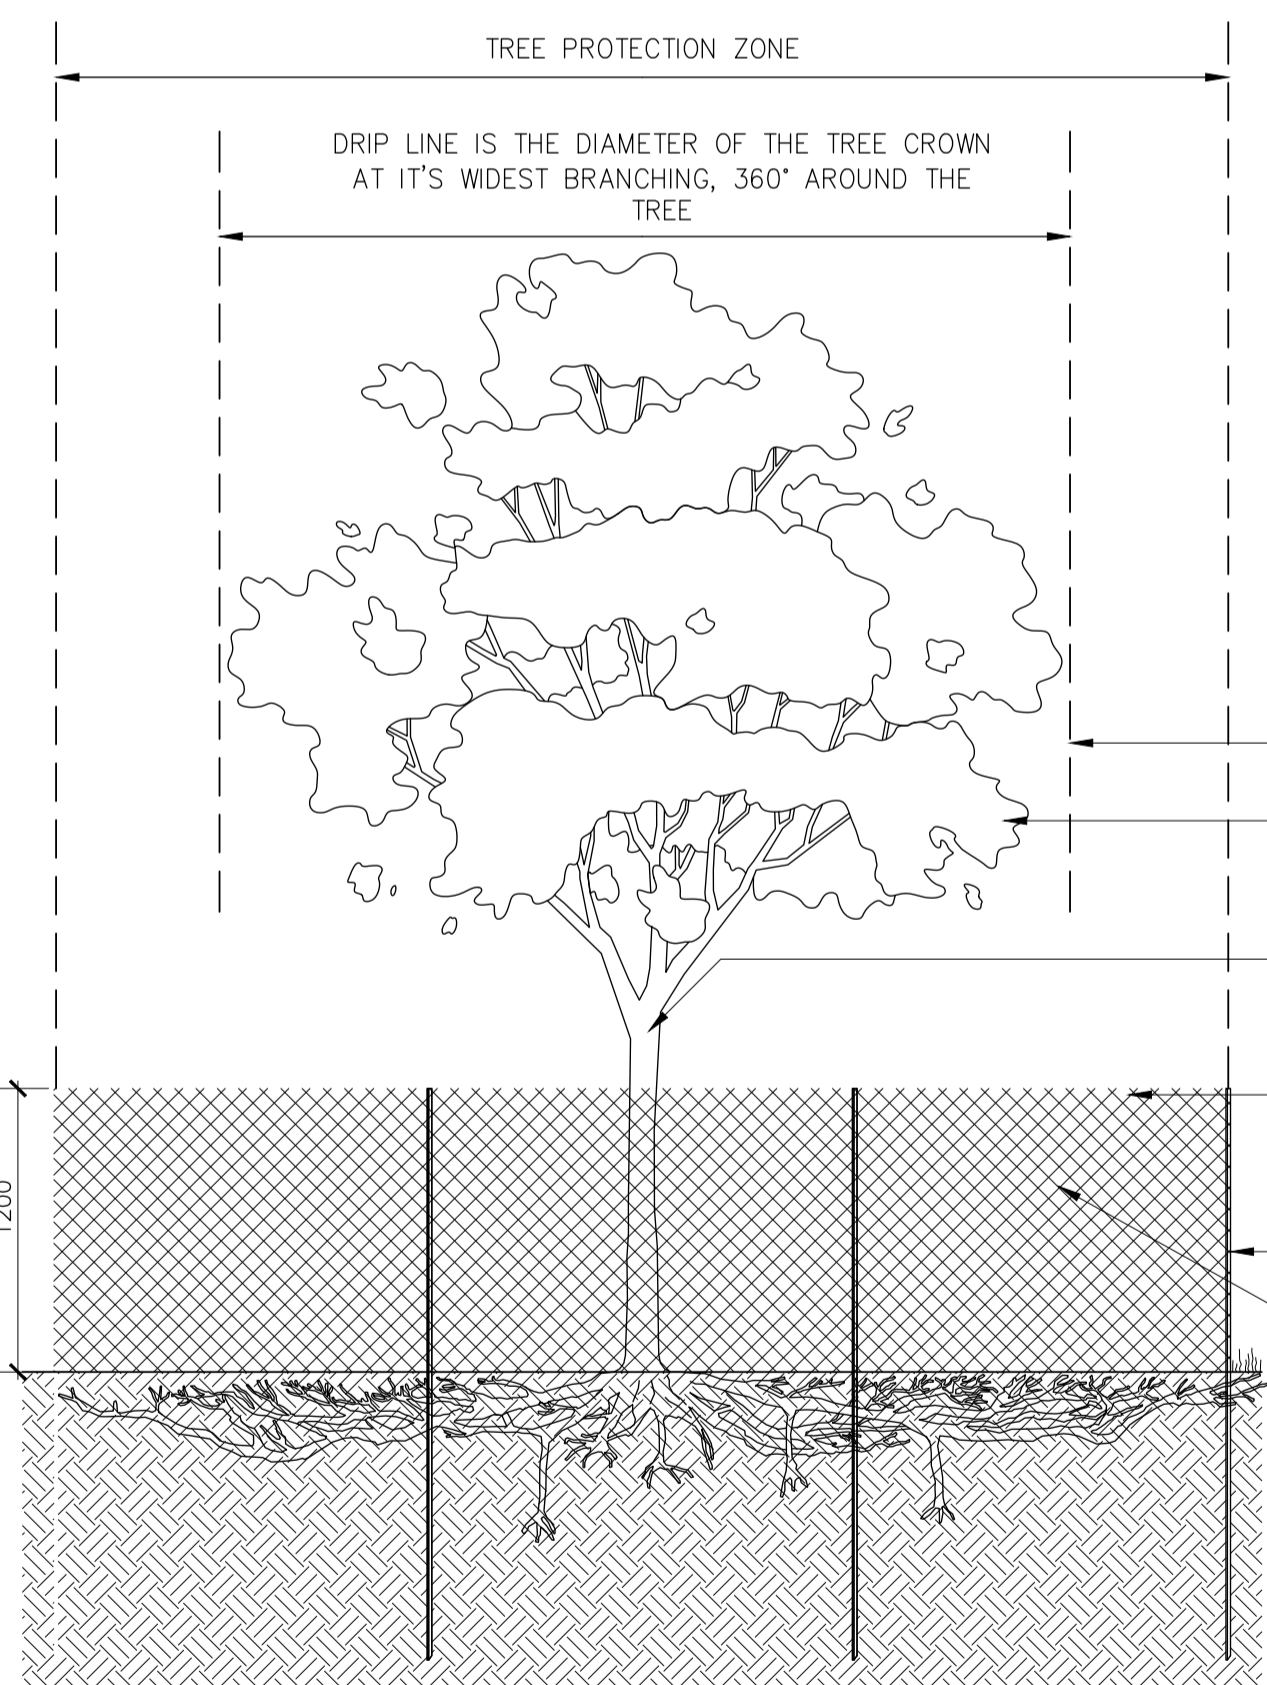 TREE PROTECTION ZONE
DRIP LINE IS THE DIAMETER OF THE TREE CROWN
AT IT'S WIDEST BRANCHING, 360° AROUND THE
TREE
1200